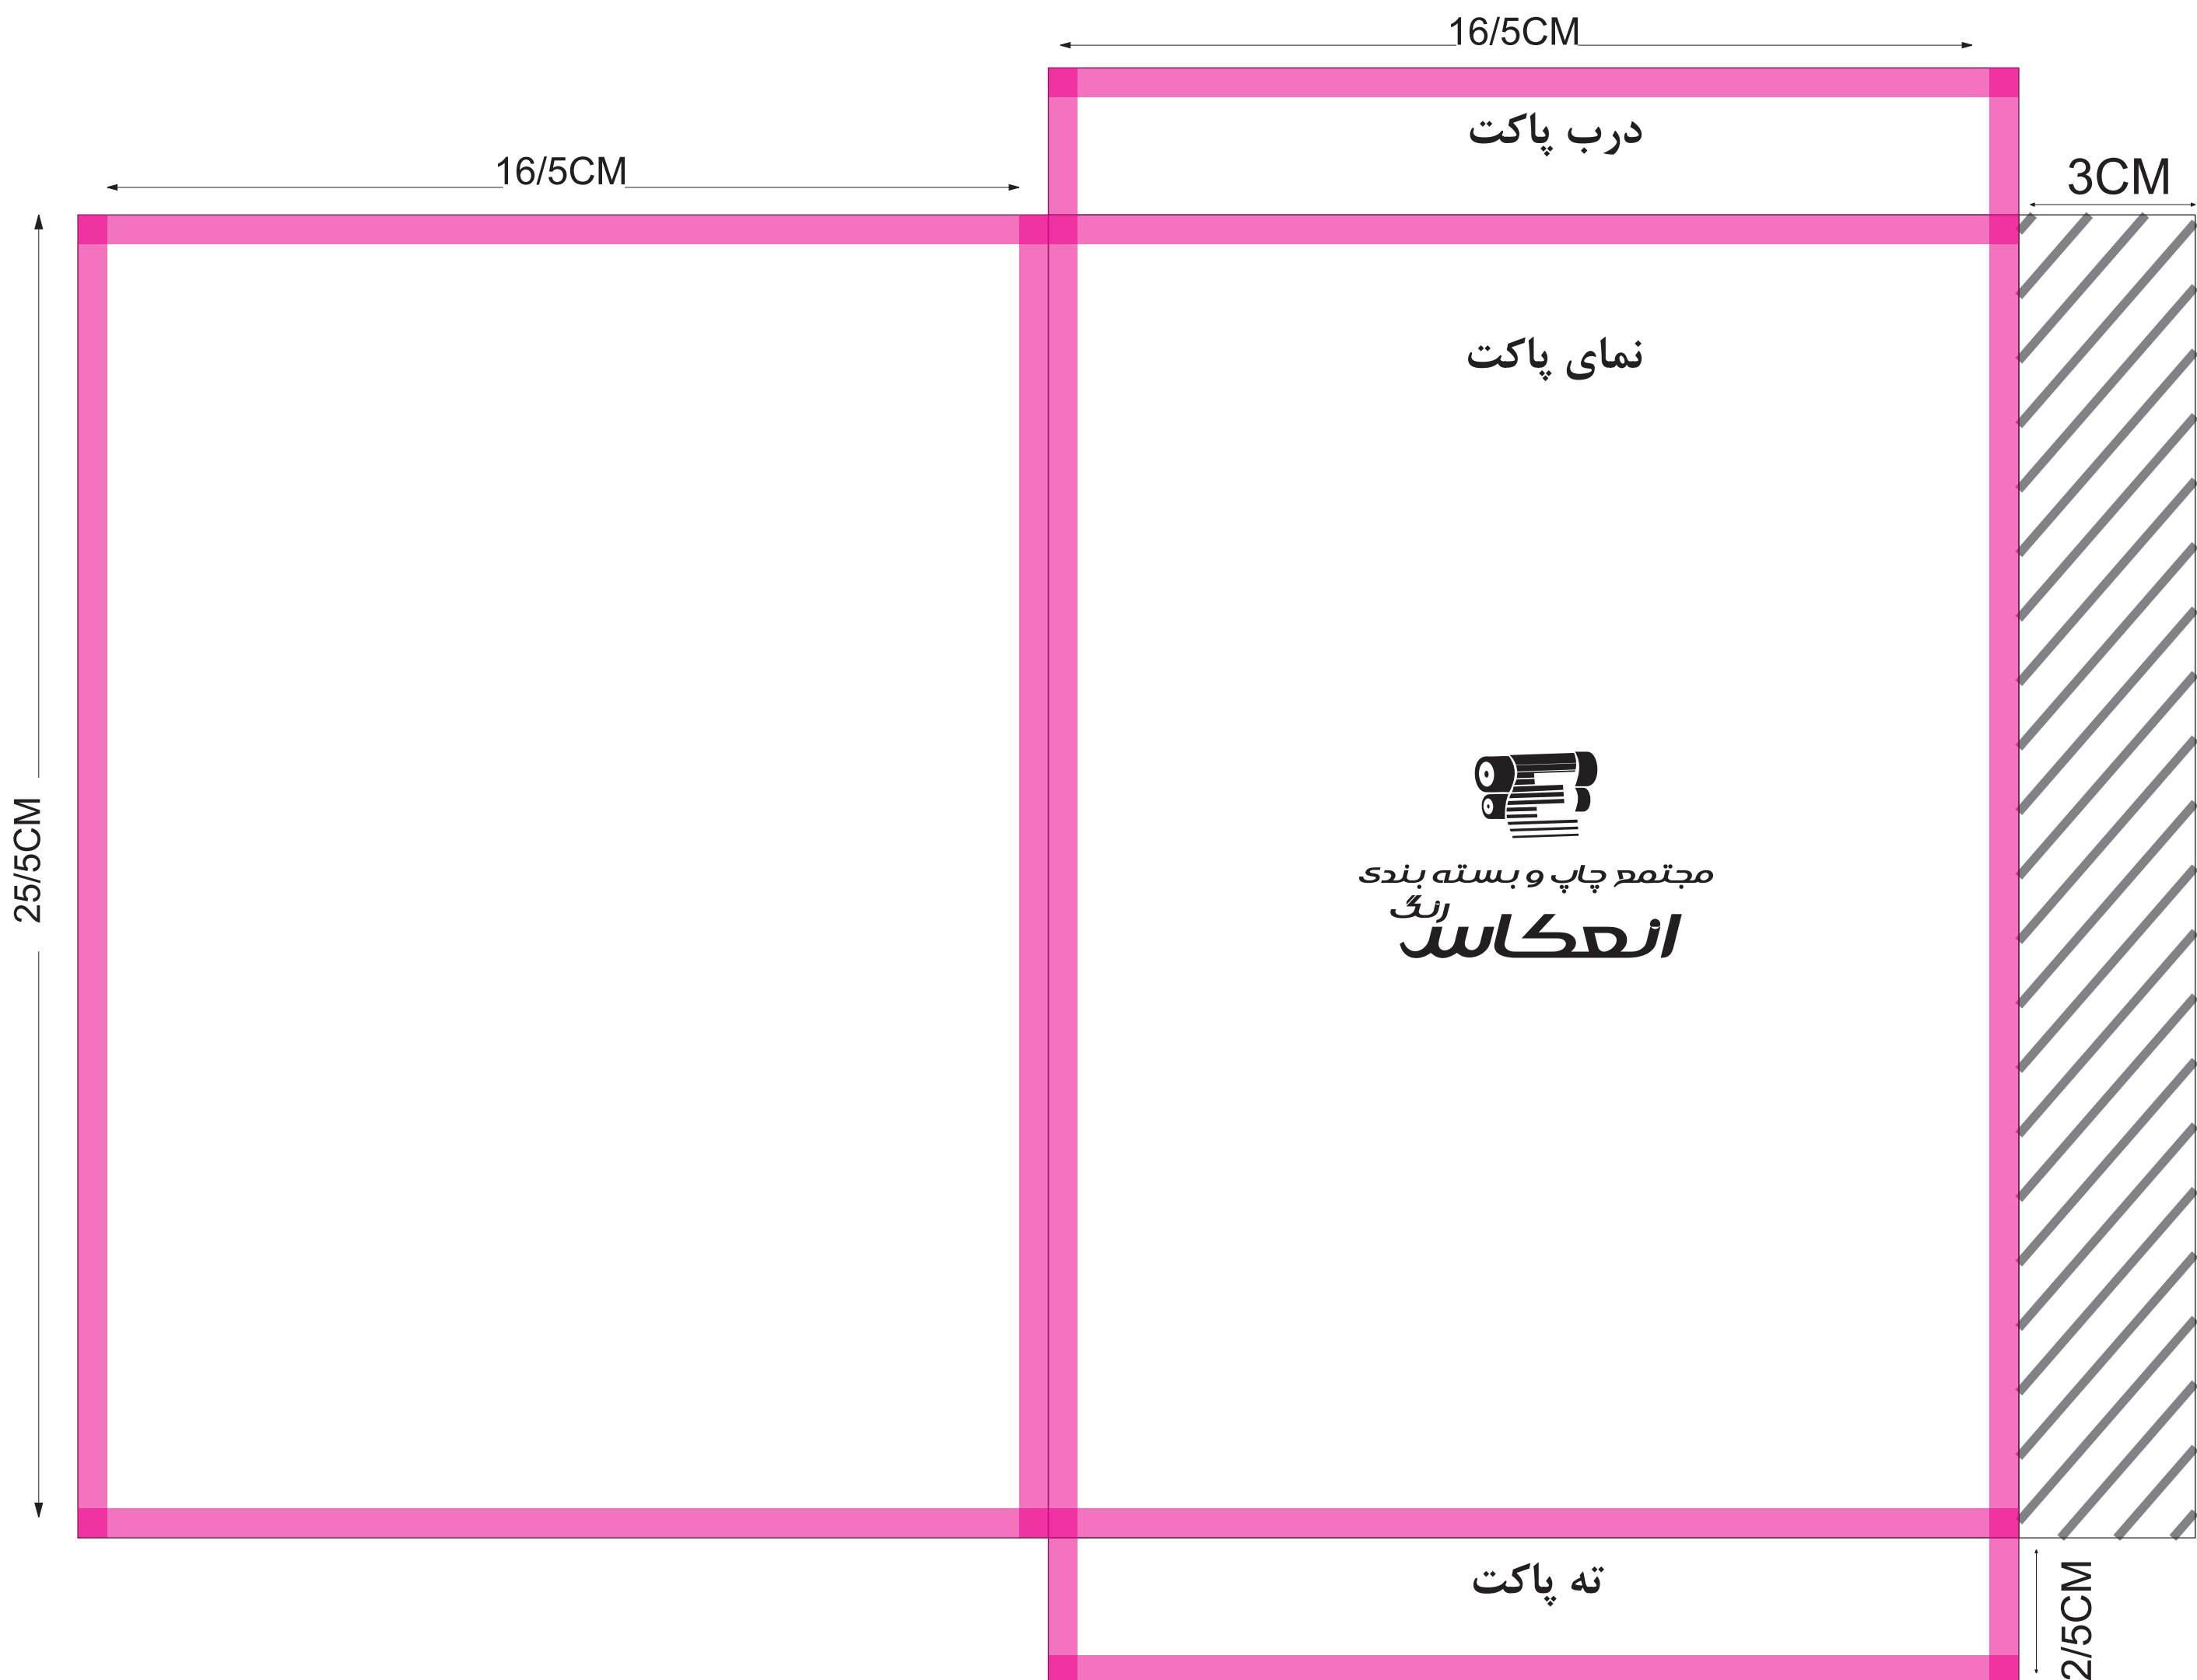 16/5CM
درب پاکت
16/5CM
3CM
نمای پاکت
25/5CM
مجتمع چاپ و بسته بندی
انعکاس رنگ
ته پاکت
2/5CM